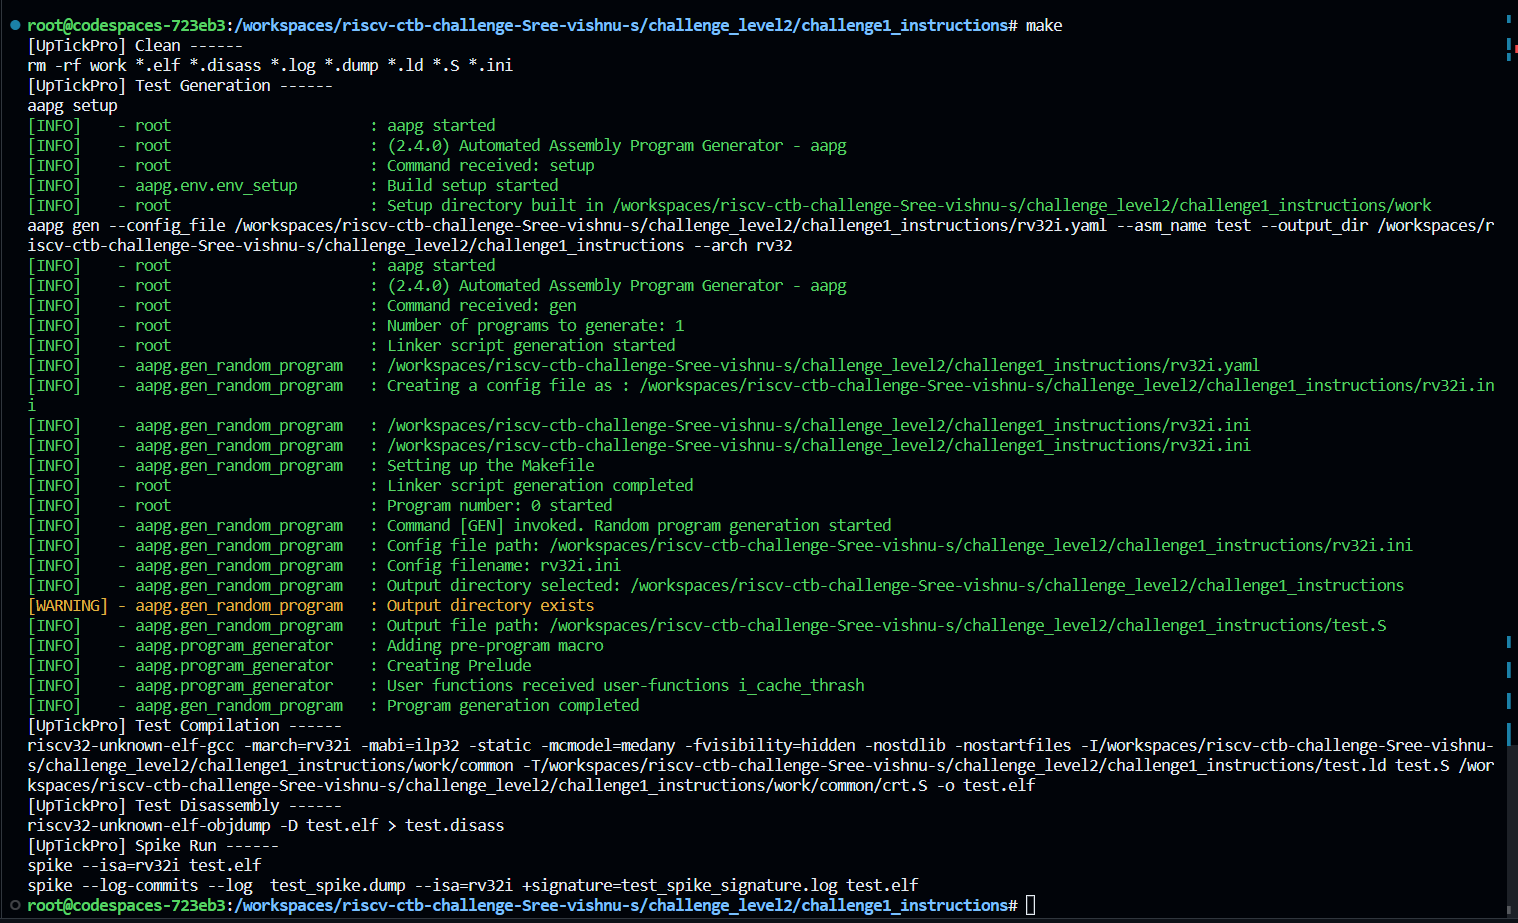 root@codespaces-723eb3:/workspaces/riscv-ctb-challenge-Sree-vishnu-s/challenge_level2/challenge1_instructions# make
[UpTickPro] Clean ------
rm -rf work *.elf *.disass *.log *.dump *.ld *.S *.ini
[UpTickPro] Test Generation ------
aapg setup
[INFO]    - root                      : aapg started
[INFO]    - root                      : (2.4.0) Automated Assembly Program Generator - aapg
[INFO]    - root                      : Command received: setup
[INFO]    - aapg.env.env_setup        : Build setup started
[INFO]    - root                      : Setup directory built in /workspaces/riscv-ctb-challenge-Sree-vishnu-s/challenge_level2/challenge1_instructions/work
aapg gen --config_file /workspaces/riscv-ctb-challenge-Sree-vishnu-s/challenge_level2/challenge1_instructions/rv32i.yaml --asm_name test --output_dir /workspaces/r
iscv-ctb-challenge-Sree-vishnu-s/challenge_level2/challenge1_instructions --arch rv32
[INFO]    - root                      : aapg started
[INFO]    - root                      : (2.4.0) Automated Assembly Program Generator - aapg
[INFO]    - root                      : Command received: gen
[INFO]    - root                      : Number of programs to generate: 1
[INFO]    - root                      : Linker script generation started
[INFO]    - aapg.gen_random_program   : /workspaces/riscv-ctb-challenge-Sree-vishnu-s/challenge_level2/challenge1_instructions/rv32i.yaml
[INFO]    - aapg.gen_random_program   : Creating a config file as : /workspaces/riscv-ctb-challenge-Sree-vishnu-s/challenge_level2/challenge1_instructions/rv32i.in
i
[INFO]    - aapg.gen_random_program   : /workspaces/riscv-ctb-challenge-Sree-vishnu-s/challenge_level2/challenge1_instructions/rv32i.ini
[INFO]    - aapg.gen_random_program   : /workspaces/riscv-ctb-challenge-Sree-vishnu-s/challenge_level2/challenge1_instructions/rv32i.ini
[INFO]    - aapg.gen_random_program   : Setting up the Makefile
[INFO]    - root                      : Linker script generation completed
[INFO]    - root                      : Program number: 0 started
[INFO]    - aapg.gen_random_program   : Command [GEN] invoked. Random program generation started
[INFO]    - aapg.gen_random_program   : Config file path: /workspaces/riscv-ctb-challenge-Sree-vishnu-s/challenge_level2/challenge1_instructions/rv32i.ini
[INFO]    - aapg.gen_random_program   : Config filename: rv32i.ini
[INFO]    - aapg.gen_random_program   : Output directory selected: /workspaces/riscv-ctb-challenge-Sree-vishnu-s/challenge_level2/challenge1_instructions
[WARNING] - aapg.gen_random_program   : Output directory exists
[INFO]    - aapg.gen_random_program   : Output file path: /workspaces/riscv-ctb-challenge-Sree-vishnu-s/challenge_level2/challenge1_instructions/test.S
[INFO]    - aapg.program_generator    : Adding pre-program macro
[INFO]    - aapg.program_generator    : Creating Prelude
[INFO]    - aapg.program_generator    : User functions received user-functions i_cache_thrash
[INFO]    - aapg.gen_random_program   : Program generation completed
[UpTickPro] Test Compilation ------
riscv32-unknown-elf-gcc -march=rv32i -mabi=ilp32 -static -mcmodel=medany -fvisibility=hidden -nostdlib -nostartfiles -I/workspaces/riscv-ctb-challenge-Sree-vishnu-
s/challenge_level2/challenge1_instructions/work/common -T/workspaces/riscv-ctb-challenge-Sree-vishnu-s/challenge_level2/challenge1_instructions/test.ld test.S /wor
kspaces/riscv-ctb-challenge-Sree-vishnu-s/challenge_level2/challenge1_instructions/work/common/crt.S -o test.elf
[UpTickPro] Test Disassembly ------
riscv32-unknown-elf-objdump -D test.elf > test.disass
[UpTickPro] Spike Run ------
spike --isa=rv32i test.elf
spike --log-commits --log  test_spike.dump --isa=rv32i +signature=test_spike_signature.log test.elf
root@codespaces-723eb3:/workspaces/riscv-ctb-challenge-Sree-vishnu-s/challenge_level2/challenge1_instructions#